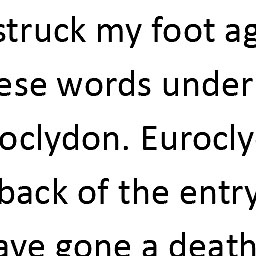 struck my foot ag
ese words under
oclydon. Eurocly
back of the entry
ave gone a death